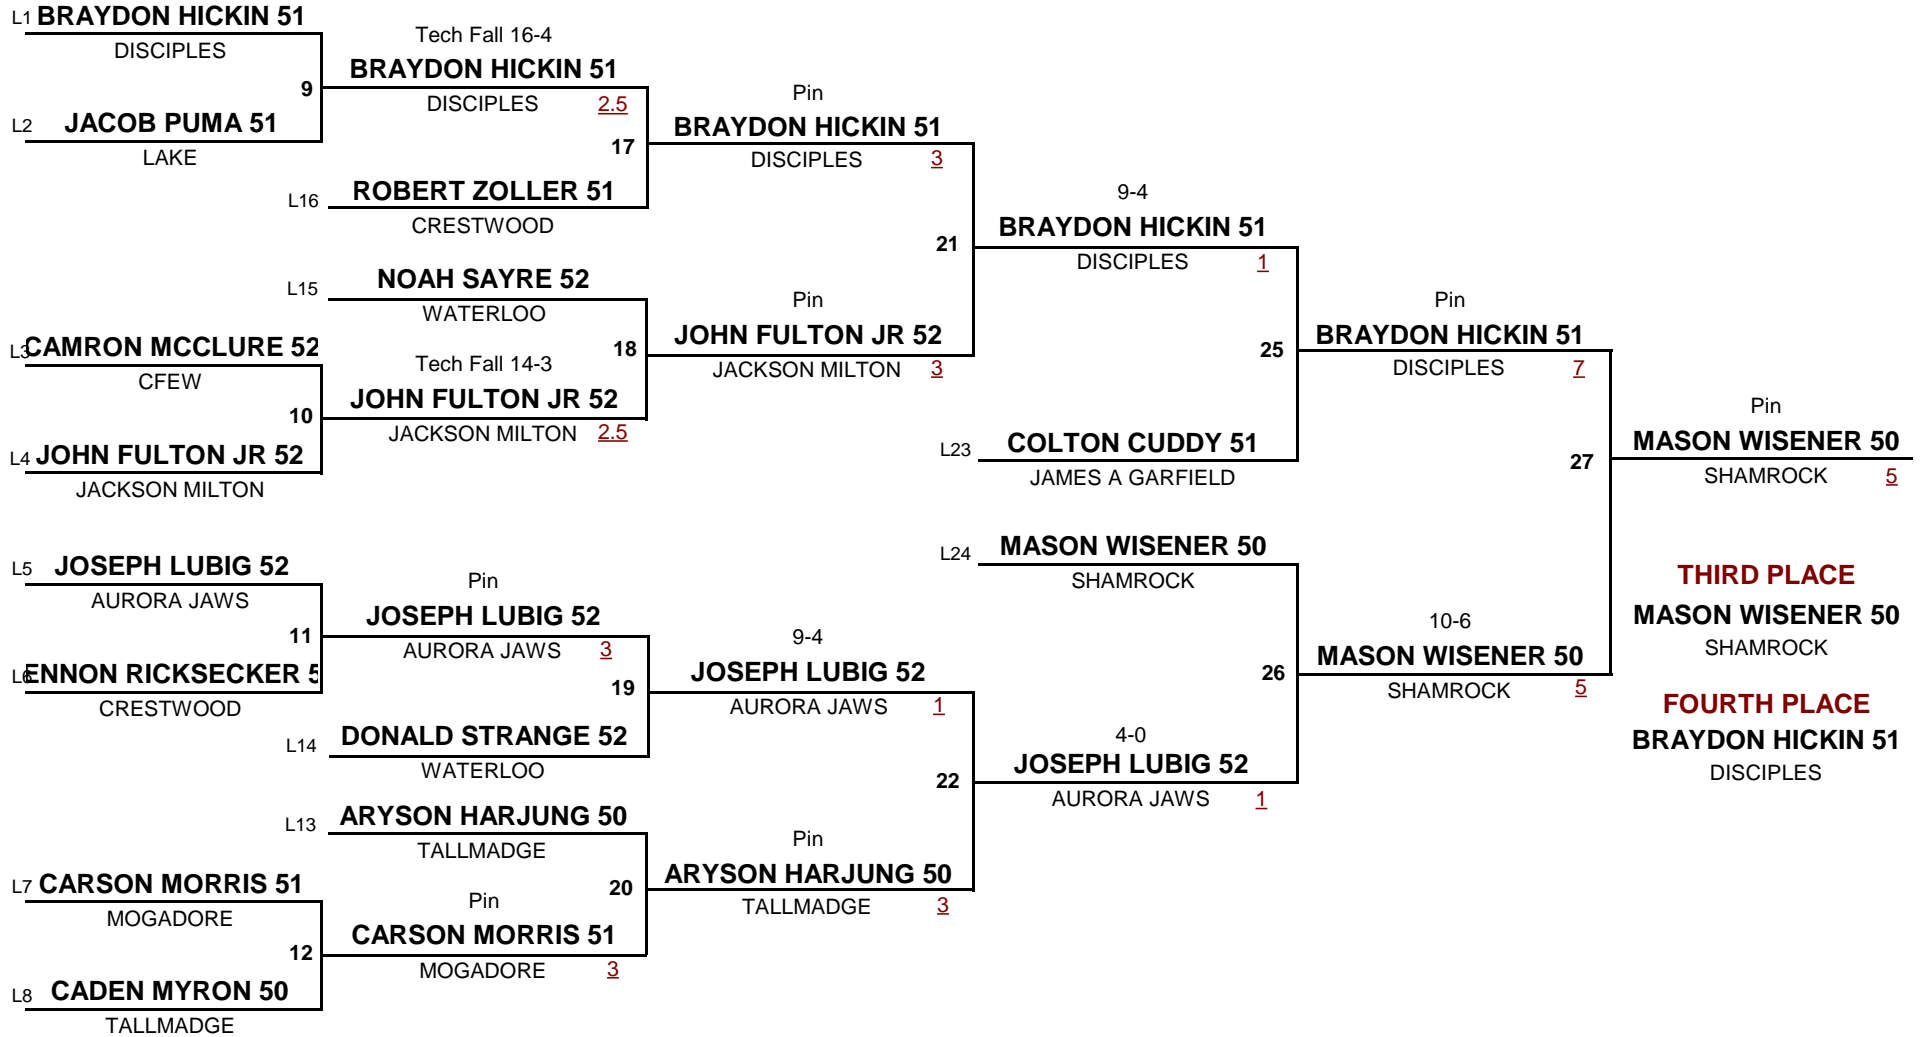 L1 BRAYDON HICKIN 51
DISCIPLES
9
L2 JACOB PUMA 51
LAKE
Tech Fall 16-4
BRAYDON HICKIN 51
DISCIPLES 2.5
17
L16 ROBERT ZOLLER 51
CRESTWOOD
Pin
BRAYDON HICKIN 51
DISCIPLES 3
21
L15 NOAH SAYRE 52
WATERLOO
18
L3 CAMRON MCCLURE 52
CFEW
10
L4 JOHN FULTON JR 52
JACKSON MILTON
Tech Fall 14-3
JOHN FULTON JR 52
JACKSON MILTON 2.5
Pin
JOHN FULTON JR 52
JACKSON MILTON 3
9-4
BRAYDON HICKIN 51
DISCIPLES 1
25
L23 COLTON CUDDY 51
JAMES A GARFIELD
Pin
BRAYDON HICKIN 51
DISCIPLES 7
27
L5 JOSEPH LUBIG 52
AURORA JAWS
11
L6 ENNON RICKSECKER 5
CRESTWOOD
Pin
JOSEPH LUBIG 52
AURORA JAWS 3
19
L14 DONALD STRANGE 52
WATERLOO
9-4
JOSEPH LUBIG 52
AURORA JAWS 1
22
L13 ARYSON HARJUNG 50
TALLMADGE
20
L7 CARSON MORRIS 51
MOGADORE
12
L8 CADEN MYRON 50
TALLMADGE
Pin
CARSON MORRIS 51
MOGADORE 3
Pin
ARYSON HARJUNG 50
TALLMADGE 3
L24 MASON WISENER 50
SHAMROCK
26
4-0
JOSEPH LUBIG 52
AURORA JAWS 1
10-6
MASON WISENER 50
SHAMROCK 5
Pin
MASON WISENER 50
SHAMROCK 5
THIRD PLACE
MASON WISENER 50
SHAMROCK
FOURTH PLACE
BRAYDON HICKIN 51
DISCIPLES